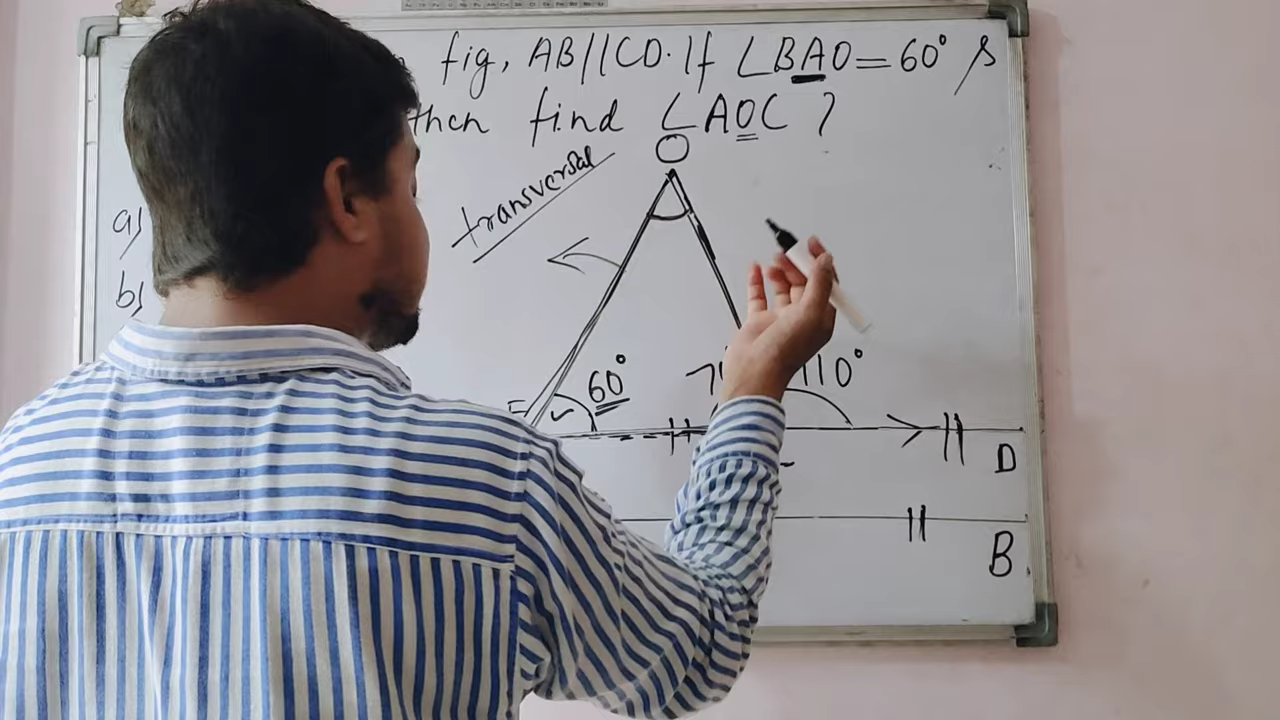 fig, AB||CD. If ∠BAO=60°
then find ∠AOC ?
O
transversal
a)
b)
60°
110°
D
B